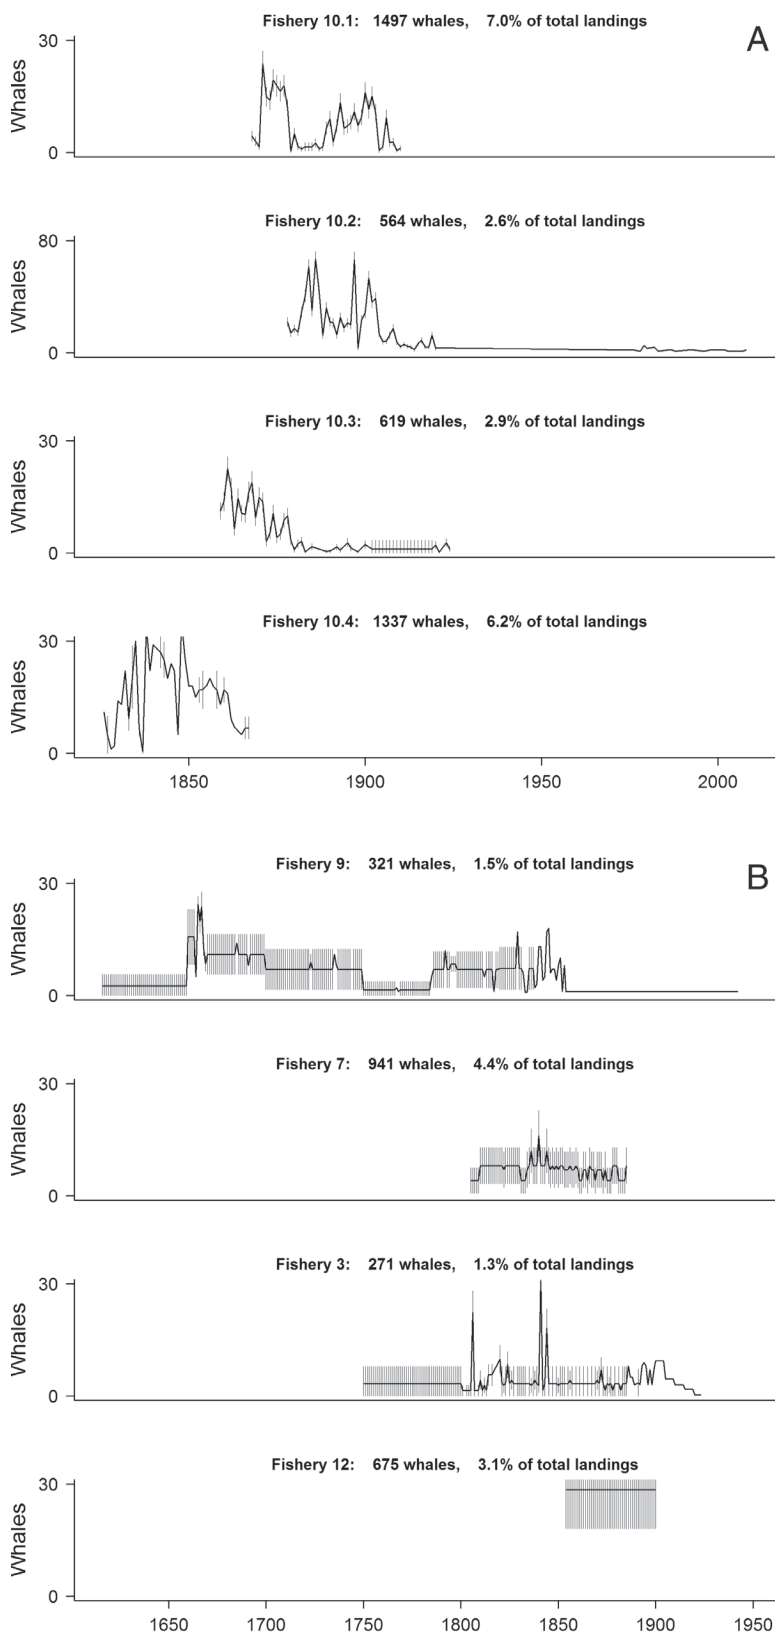 Fishery 10.1: 1497 whales, 7.0% of total landings
A
30
Whales
0
Fishery 10.2: 564 whales, 2.6% of total landings
80
Whales
0
Fishery 10.3: 619 whales, 2.9% of total landings
30
Whales
0
Fishery 10.4: 1337 whales, 6.2% of total landings
30
Whales
0
1850 1900 1950 2000
Fishery 9: 321 whales, 1.5% of total landings
B
30
Whales
0
Fishery 7: 941 whales, 4.4% of total landings
30
Whales
0
Fishery 3: 271 whales, 1.3% of total landings
30
Whales
0
Fishery 12: 675 whales, 3.1% of total landings
30
Whales
0
1650 1700 1750 1800 1850 1900 1950